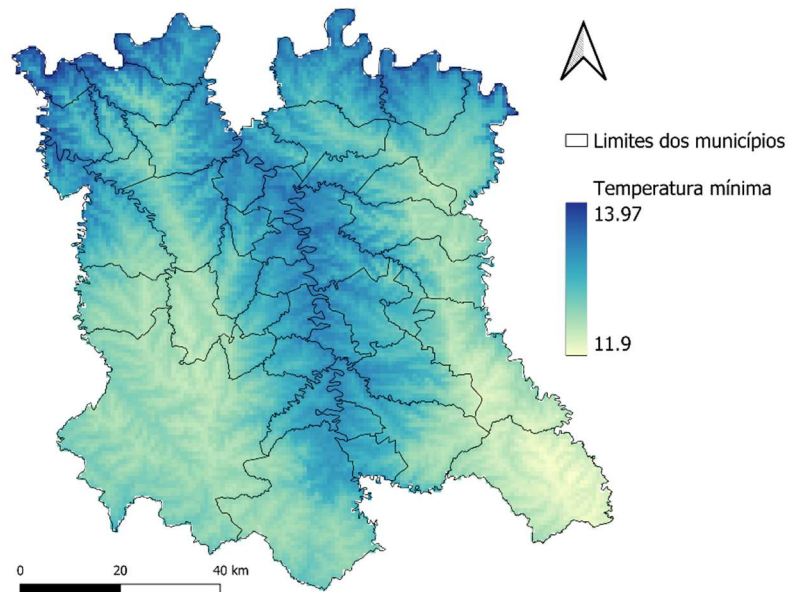 Limites dos municípios
Temperatura mínima
13.97
11.9
0 20 40 km